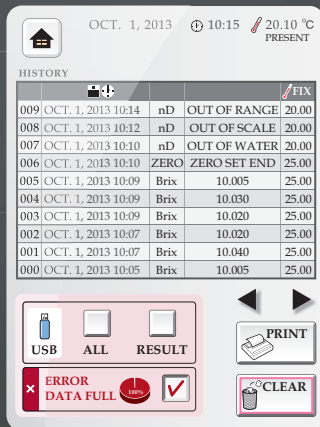 OCT. 1, 2013 10:15 20.10 °C
PRESENT
HISTORY
FIX
009 OCT. 1, 2013 10:14 nD OUT OF RANGE 20.00
008 OCT. 1, 2013 10:12 nD OUT OF SCALE 20.00
007 OCT. 1, 2013 10:10 nD OUT OF WATER 20.00
006 OCT. 1, 2013 10:10 ZERO ZERO SET END 25.00
005 OCT. 1, 2013 10:09 Brix 10.005 25.00
004 OCT. 1, 2013 10:09 Brix 10.030 25.00
003 OCT. 1, 2013 10:09 Brix 10.020 25.00
002 OCT. 1, 2013 10:07 Brix 10.020 25.00
001 OCT. 1, 2013 10:07 Brix 10.040 25.00
000 OCT. 1, 2013 10:05 Brix 10.005 25.00
USB ALL RESULT
PRINT
ERROR
DATA FULL 100%
CLEAR